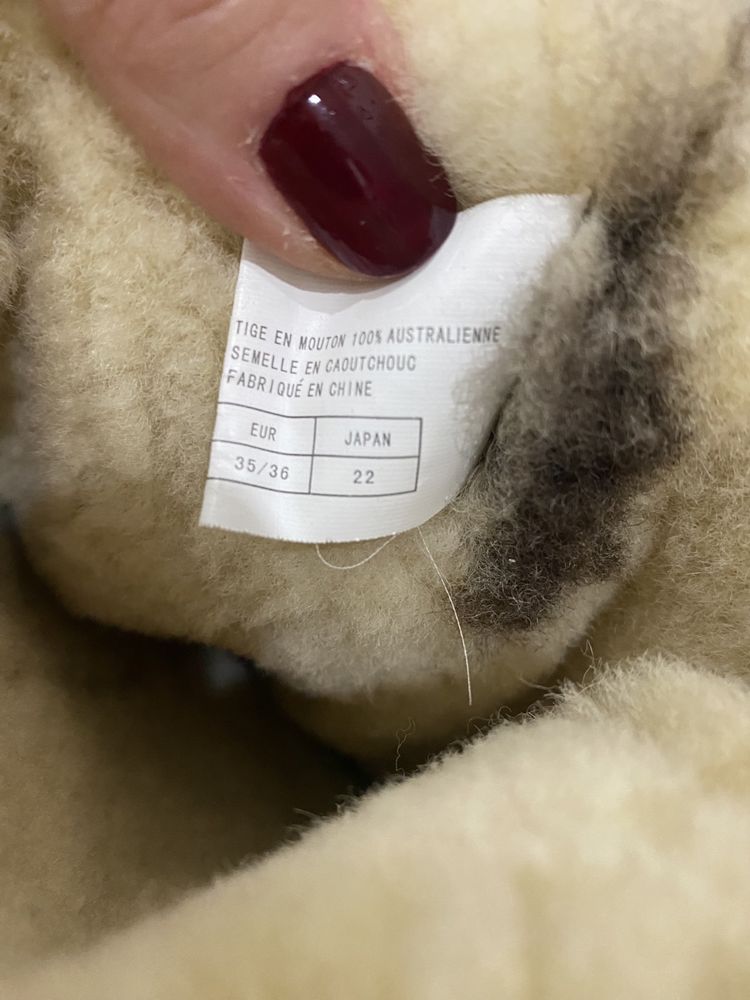 TIGE EN MOUTON 100% AUSTRALIENNE
SEMELLE EN CAOUTCHOUC
FABRIQUÉ EN CHINE
EUR JAPAN
35/36 22